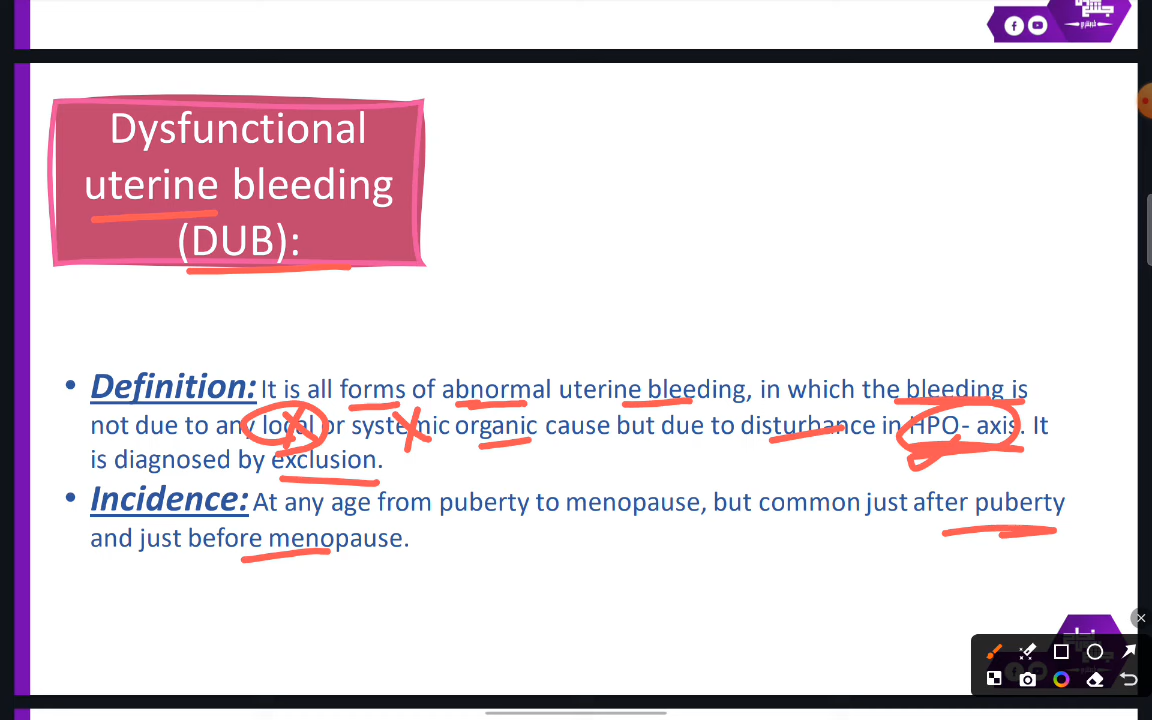 Dysfunctional
uterine bleeding
(DUB):
• Definition: It is all forms of abnormal uterine bleeding, in which the bleeding is
not due to any local or systemic organic cause but due to disturbance in HPO- axis. It
is diagnosed by exclusion.
• Incidence: At any age from puberty to menopause, but common just after puberty
and just before menopause.